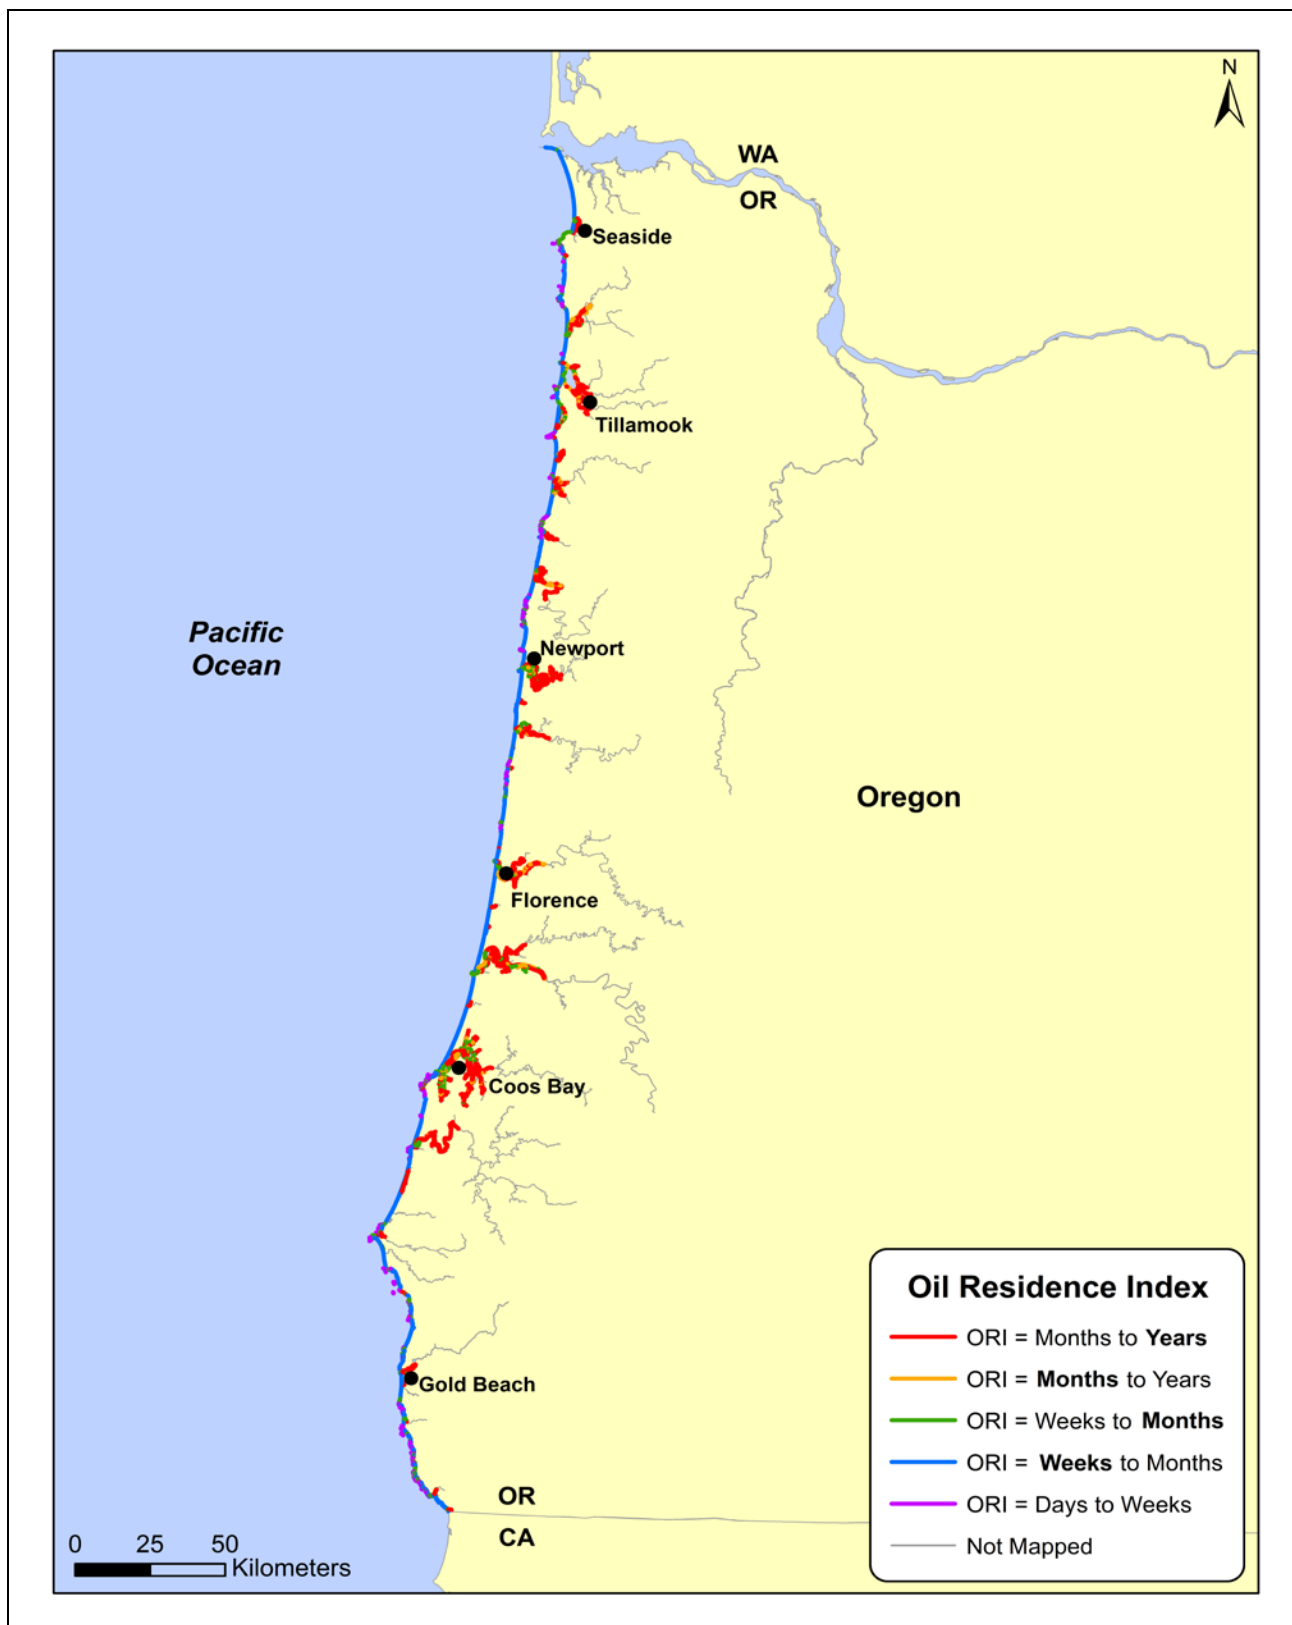 N
WA
OR
Seaside
Tillamook
Pacific
Ocean
Newport
Oregon
Florence
Coos Bay
Gold Beach
OR
CA
0 25 50
Kilometers
Oil Residence Index
ORI = Months to Years
ORI = Months to Years
ORI = Weeks to Months
ORI = Weeks to Months
ORI = Days to Weeks
Not Mapped